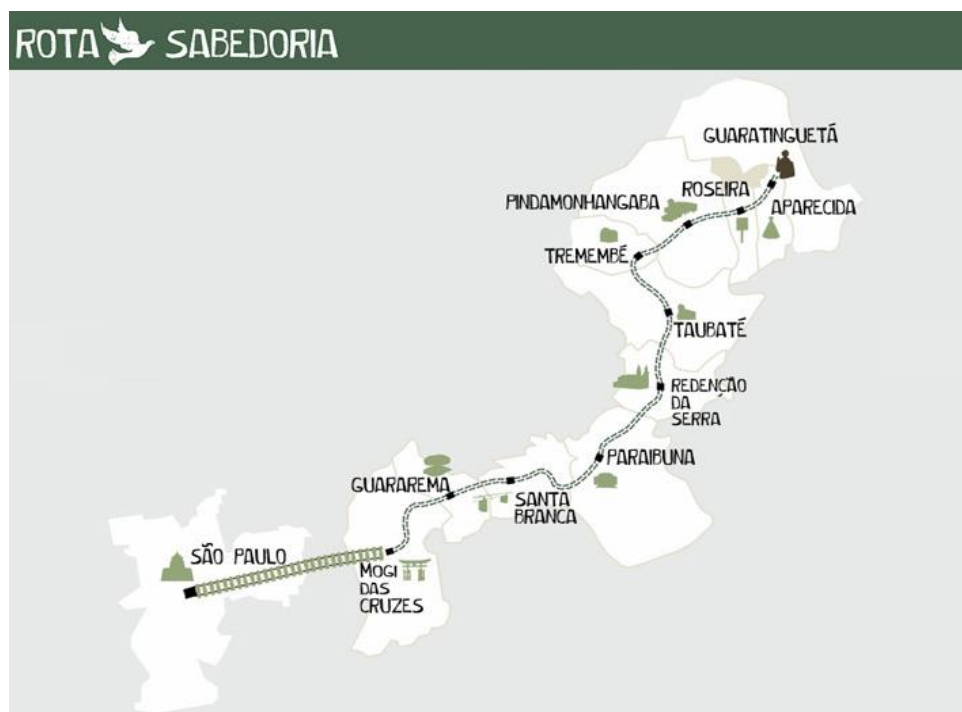 ROTA SABEDORIA
GUARATINGUETÁ
PINDAMONHANGABA
ROSEIRA
APARECIDA
TREMEMBÉ
TAUBATÉ
REDENÇÃO
DA
SERRA
PARAIBUNA
GUARAREMA
SANTA
BRANCA
SÃO PAULO
MOGI
DAS
CRUZES